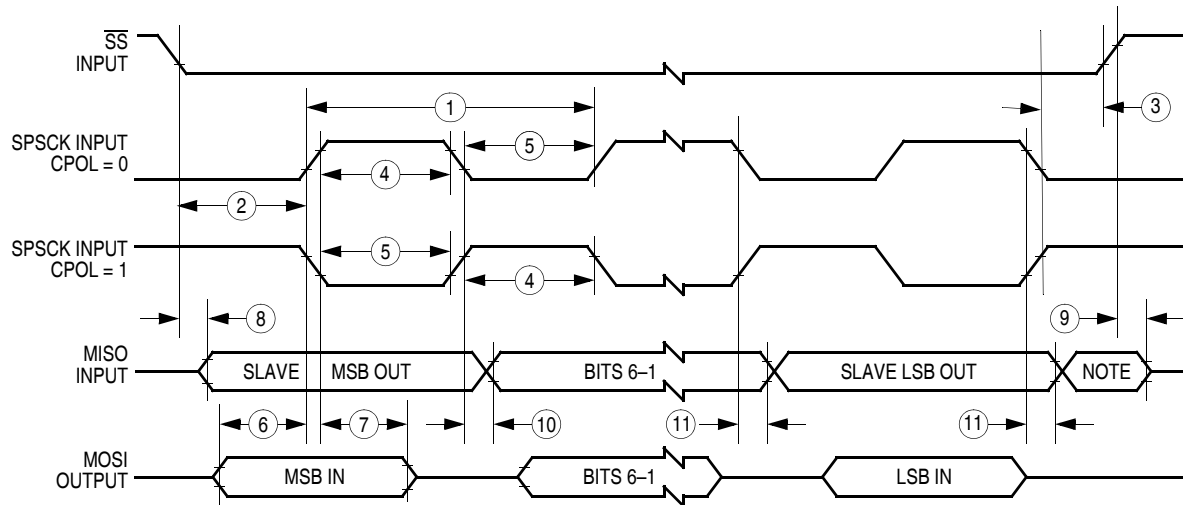 SS
INPUT
1
3
SPSCK INPUT
CPOL = 0
5
4
2
SPSCK INPUT
CPOL = 1
5
4
8
9
MISO
INPUT
SLAVE MSB OUT
BITS 6–1
SLAVE LSB OUT
NOTE
6
7
10
11
11
MOSI
OUTPUT
MSB IN
BITS 6–1
LSB IN